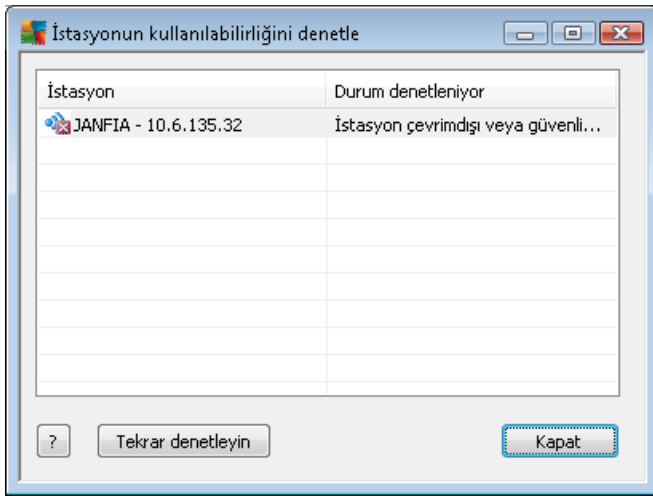 İstasyonun kullanılabilirliğini denetle
İstasyon Durum denetleniyor
JANFIA - 10.6.135.32 İstasyon çevrimdışı veya güvenli...
? Tekrar denetleyin Kapat